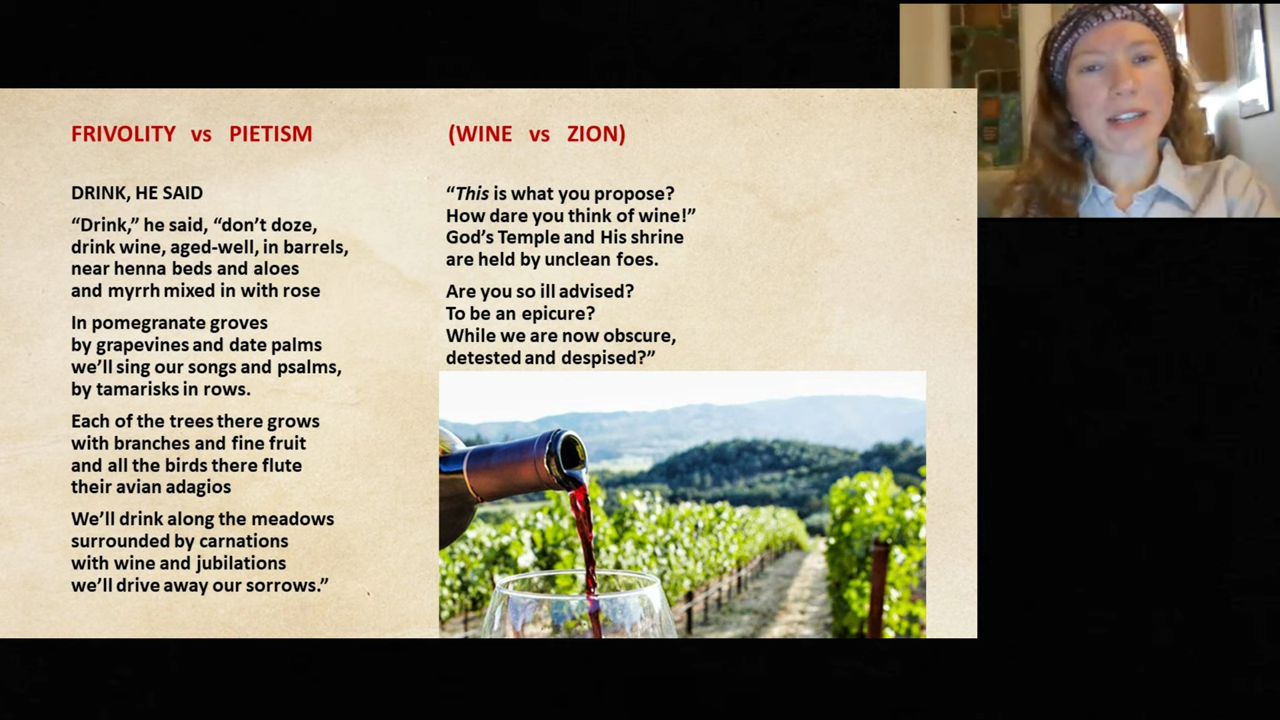 FRIVOLITY vs PIETISM
DRINK, HE SAID
“Drink,” he said, “don’t doze,
drink wine, aged-well, in barrels,
near henna beds and aloes
and myrrh mixed in with rose
In pomegranate groves
by grapevines and date palms
we’ll sing our songs and psalms,
by tamarisks in rows.
Each of the trees there grows
with branches and fine fruit
and all the birds there flute
their avian adagios
We’ll drink along the meadows
surrounded by carnations
with wine and jubilations
we’ll drive away our sorrows.”
(WINE vs ZION)
“This is what you propose?
How dare you think of wine!”
God’s Temple and His shrine
are held by unclean foes.
Are you so ill advised?
To be an epicure?
While we are now obscure,
detested and despised?”